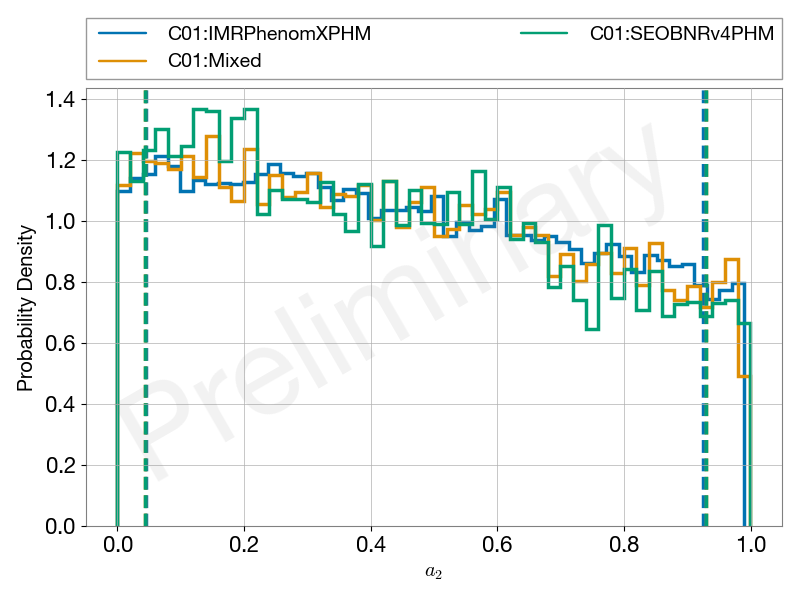 C01:IMRPhenomXPHM
C01:Mixed
C01:SEOBNRv4PHM
Preliminary
Probability Density
1.4
1.2
1.0
0.8
0.6
0.4
0.2
0.0
0.0 0.2 0.4 0.6 0.8 1.0
a₂